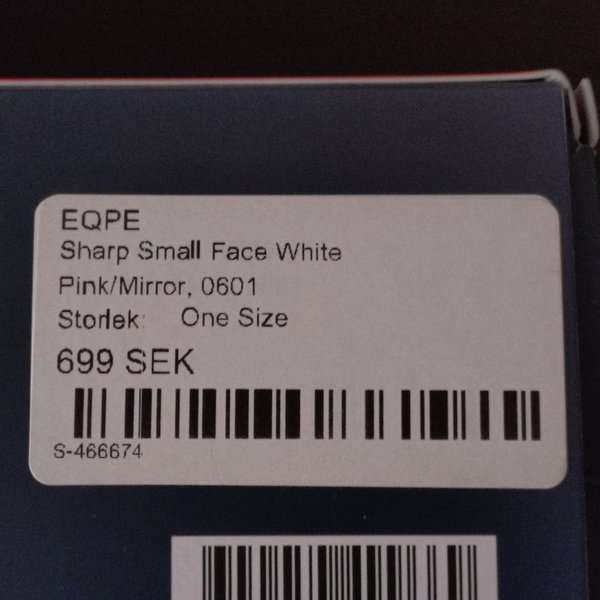 EQPE
Sharp Small Face White
Pink/Mirror, 0601
Storlek: One Size
699 SEK
S-466674